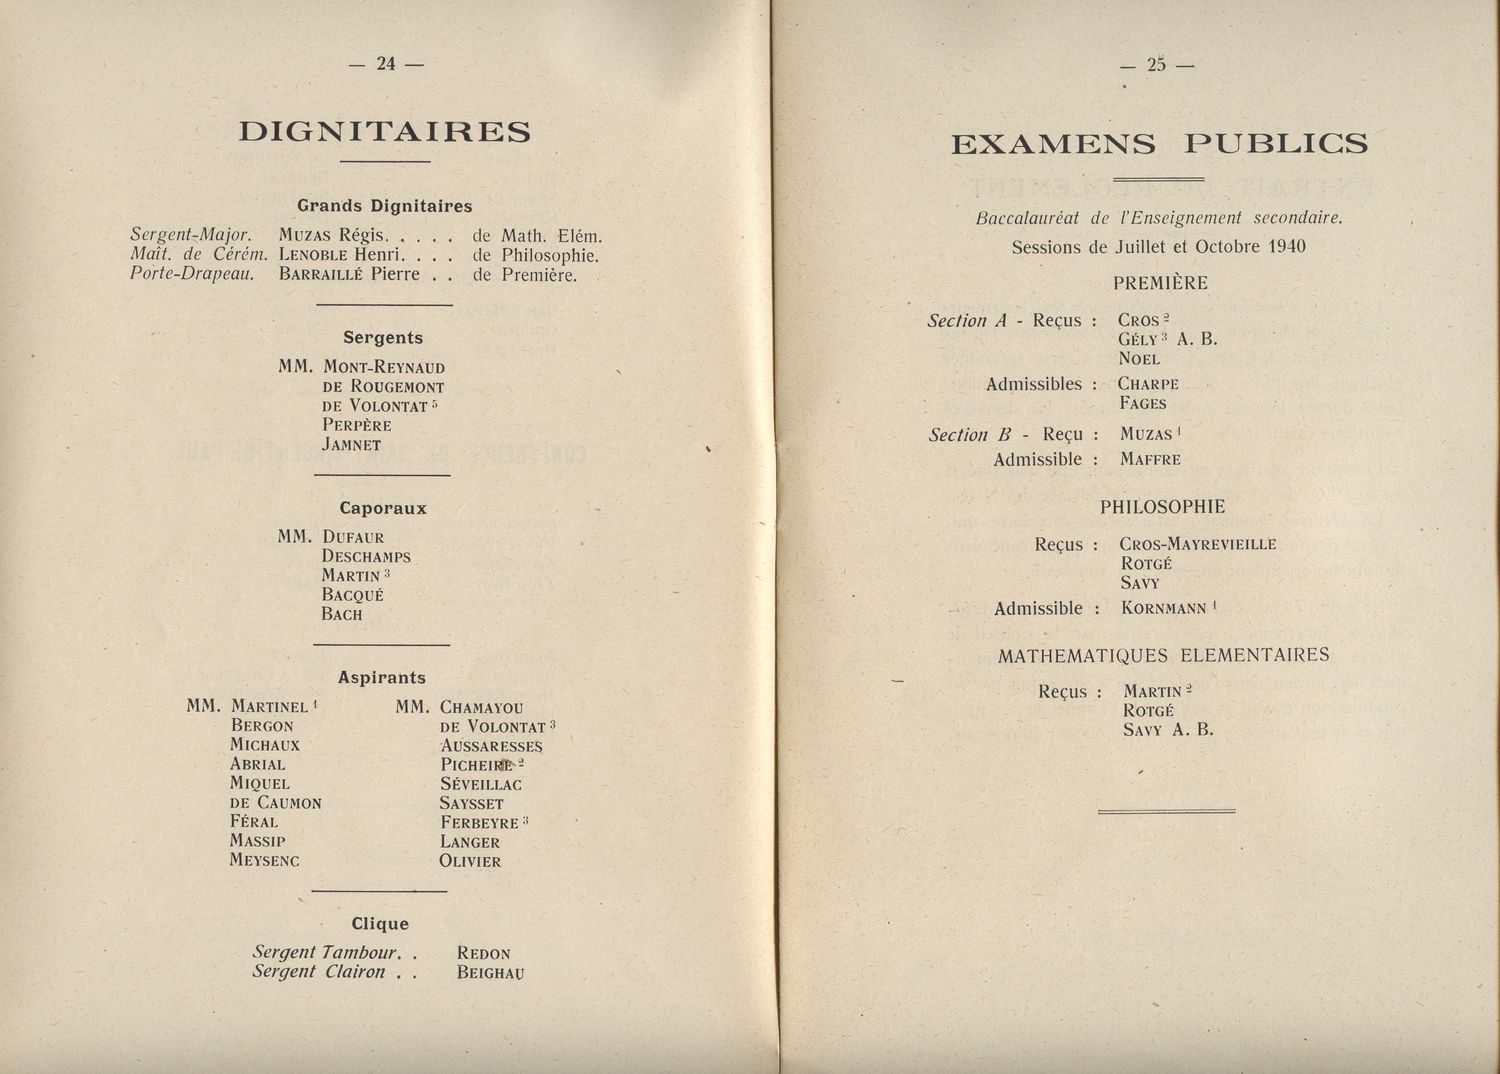 — 24 —
DIGNITAIRES
Grands Dignitaires
Sergent-Major. MUZAS Régis. . . . . de Math. Elém.
Maît. de Cérém. LENOBLE Henri. . . . de Philosophie.
Porte-Drapeau. BARRAILLÉ Pierre . . de Première.
Sergents
MM. MONT-REYNAUD
DE ROUGEMONT
DE VOLONTAT ⁵
PERPÈRE
JAMNET
Caporaux
MM. DUFAUR
DESCHAMPS
MARTIN ³
BACQUÉ
BACH
Aspirants
MM. MARTINEL ¹
BERGON
MICHAUX
ABRIAL
MIQUEL
DE CAUMON
FÉRAL
MASSIP
MEYSENC
MM. CHAMAYOU
DE VOLONTAT ³
AUSSARESSES
PICHEIRE ²
SÉVEILLAC
SAYSSET
FERBEYRE ³
LANGER
OLIVIER
Clique
Sergent Tambour. . REDON
Sergent Clairon . . BEIGHAU
— 25 —
EXAMENS PUBLICS
Baccalauréat de l'Enseignement secondaire.
Sessions de Juillet et Octobre 1940
PREMIÈRE
Section A - Reçus : CROS ²
GÉLY ³ A. B.
NOEL
Admissibles : CHARPE
FAGES
Section B - Reçu : MUZAS ¹
Admissible : MAFFRE
PHILOSOPHIE
Reçus : CROS-MAYREVIEILLE
ROTGÉ
SAVY
Admissible : KORNMANN ¹
MATHEMATIQUES ELEMENTAIRES
Reçus : MARTIN ²
ROTGÉ
SAVY A. B.